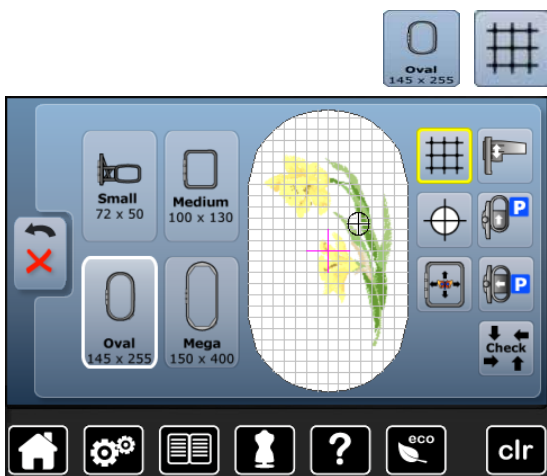 Oval
145 x 255
Small
72 x 50
Medium
100 x 130
P
Oval
145 x 255
Mega
150 x 400
P
Check
?
eco
clr